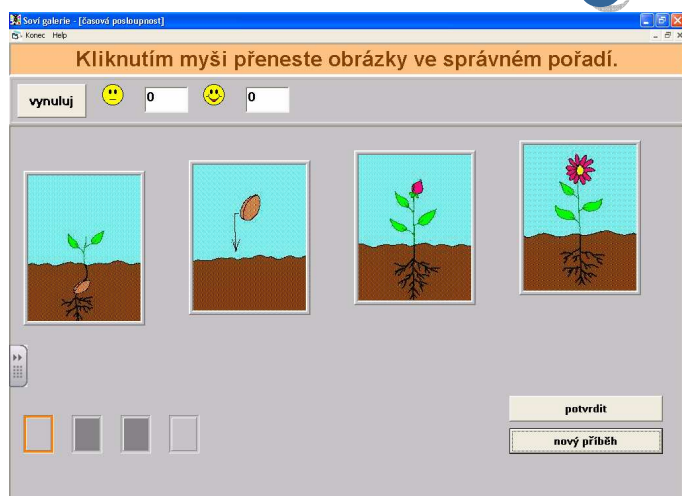 Soví galerie - [časová posloupnost]
Konec Help
Kliknutím myši přeneste obrázky ve správném pořadí.
vynuluj 0 0
potvrdit
nový příběh